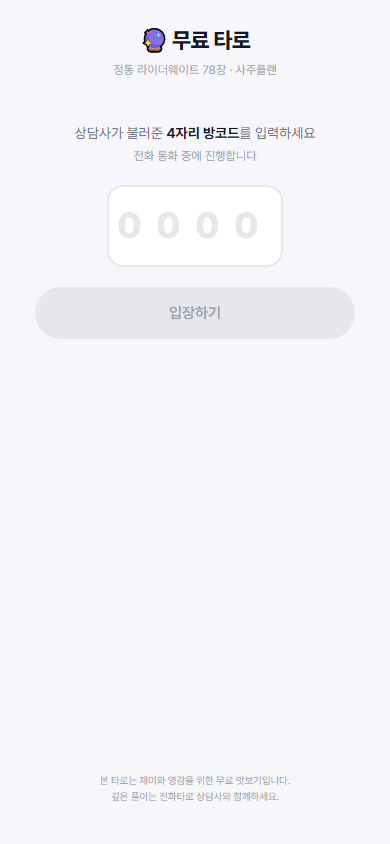 🔮 무료 타로
정통 라이더웨이트 78장 · 사주플랜
상담사가 불러준 4자리 방코드를 입력하세요
전화 통화 중에 진행합니다
0 0 0 0
입장하기
본 타로는 재미와 영감을 위한 무료 맛보기입니다.
깊은 풀이는 전화타로 상담사와 함께하세요.